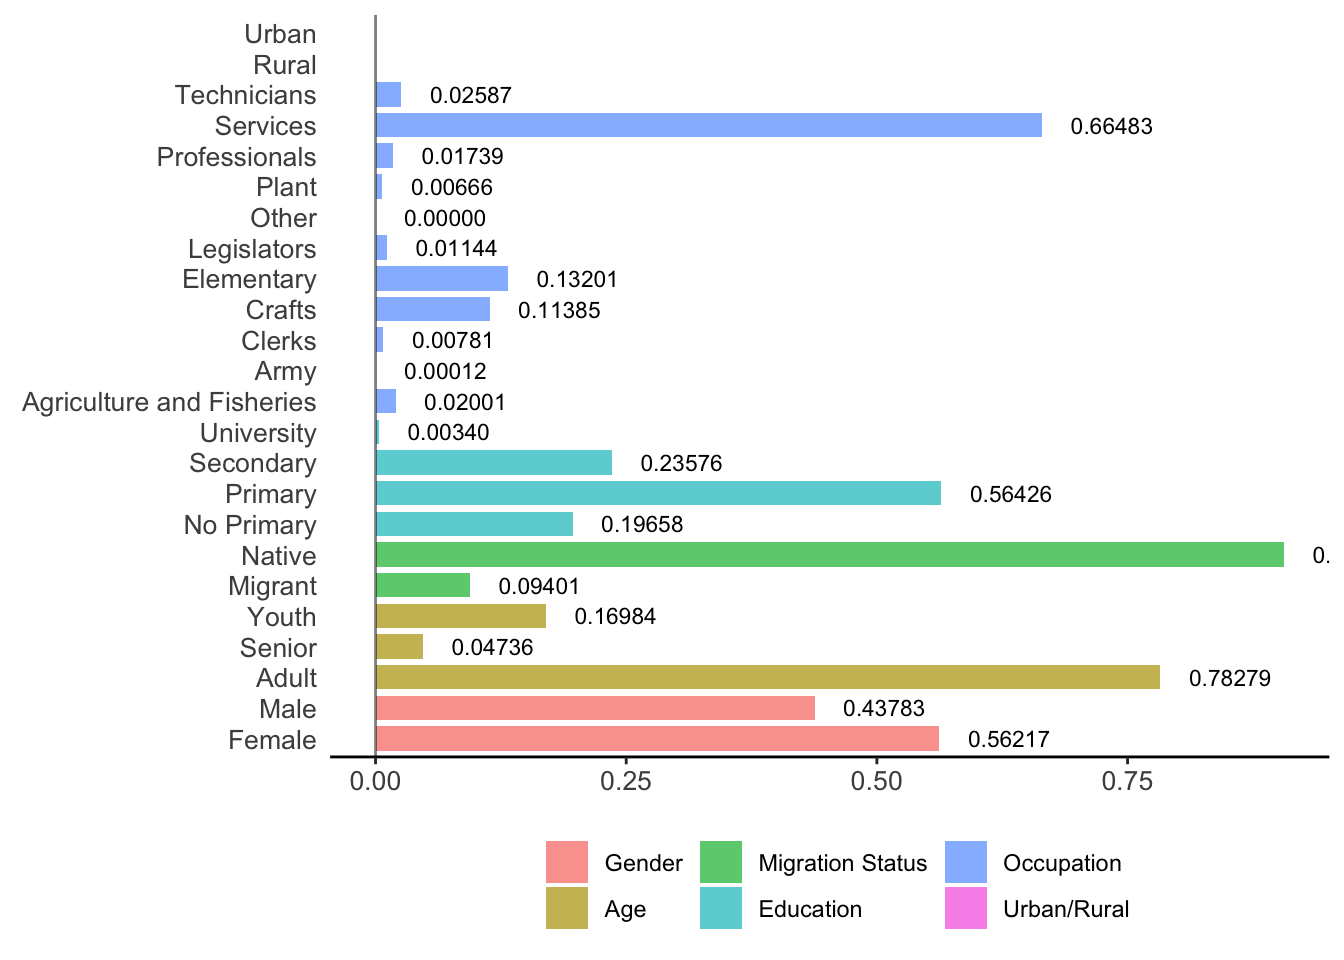 Urban
Rural
Technicians 0.02587
Services 0.66483
Professionals 0.01739
Plant 0.00666
Other 0.00000
Legislators 0.01144
Elementary 0.13201
Crafts 0.11385
Clerks 0.00781
Army 0.00012
Agriculture and Fisheries 0.02001
University 0.00340
Secondary 0.23576
Primary 0.56426
No Primary 0.19658
Native 0.
Migrant 0.09401
Youth 0.16984
Senior 0.04736
Adult 0.78279
Male 0.43783
Female 0.56217
0.00 0.25 0.50 0.75
Gender Migration Status Occupation
Age Education Urban/Rural